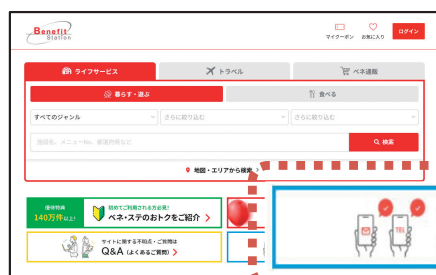 Benefit
Station
マイクーポン お気に入り ログイン
ライフサービス トラベル ベネ通販
暮らす・遊ぶ 食べる
すべてのジャンル さらに絞り込む さらに絞り込む
施設名、メニューNo、都道府県など 検索
地図・エリアから検索
優待特典
140万件以上!
初めてご利用される方必見!
ベネ・ステのおトクをご紹介
サイトに関する不明点・ご質問は
Q&A (よくあるご質問)
TEL